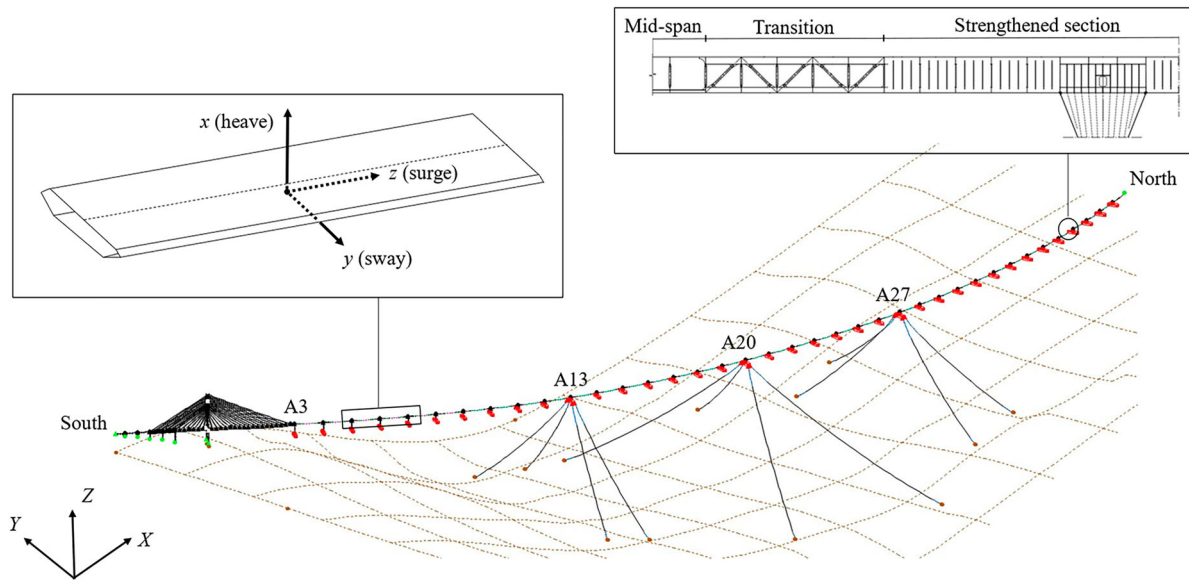 Mid-span Transition Strengthened section
x (heave)
z (surge)
y (sway)
North
A27
A20
A13
A3
South
Z
Y
X